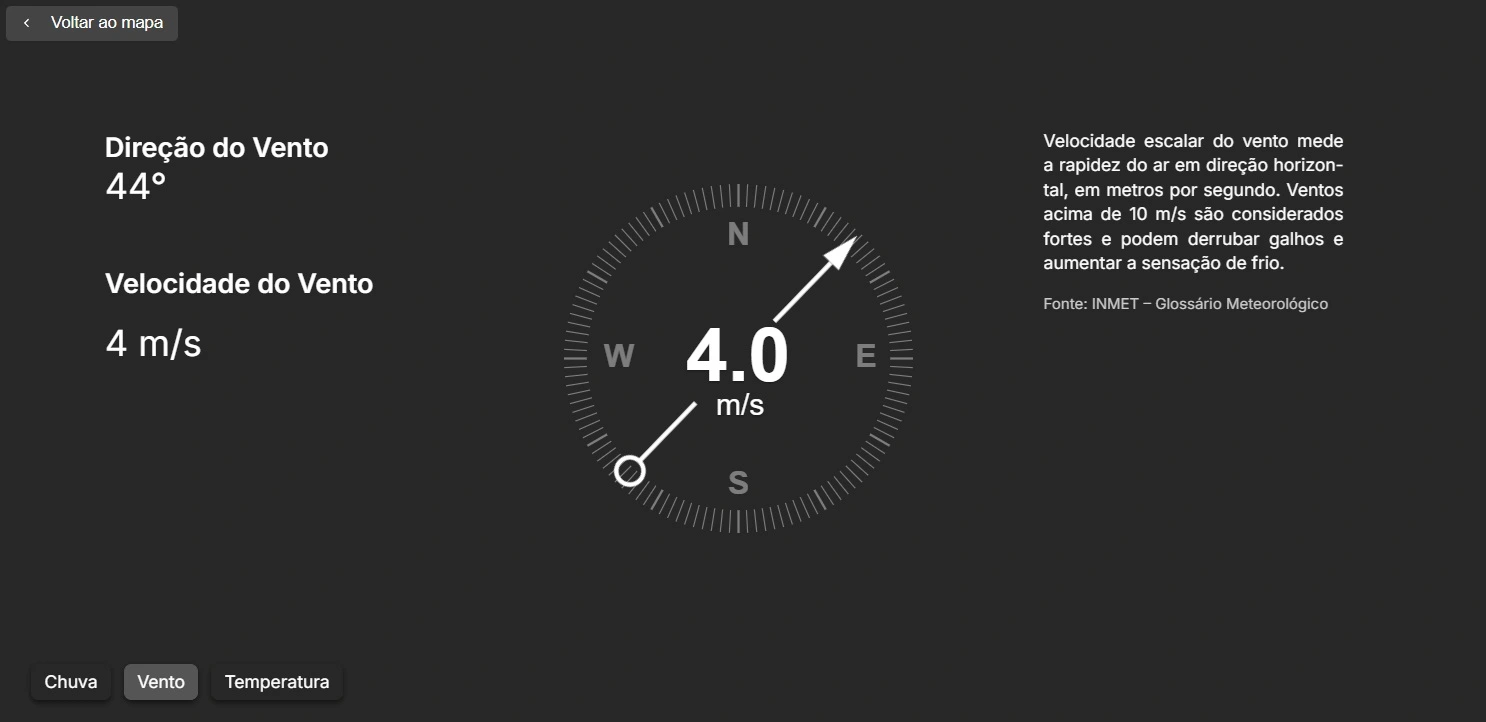 Voltar ao mapa
Direção do Vento
44°
Velocidade do Vento
4 m/s
N
W
4.0
E
m/s
S
Velocidade escalar do vento mede
a rapidez do ar em direção horizon-
tal, em metros por segundo. Ventos
acima de 10 m/s são considerados
fortes e podem derrubar galhos e
aumentar a sensação de frio.
Fonte: INMET – Glossário Meteorológico
Chuva
Vento
Temperatura